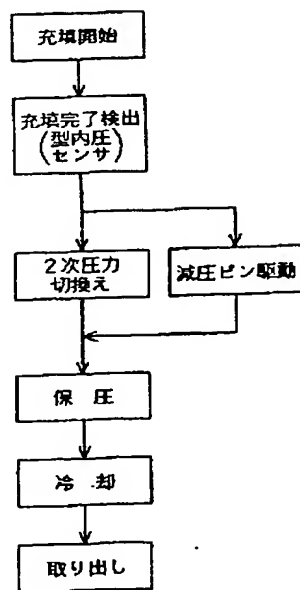 充填開始
充填完了検出
(型内圧
センサ)
2次圧力
切換え
減圧ピン駆動
保 圧
冷 却
取り出し